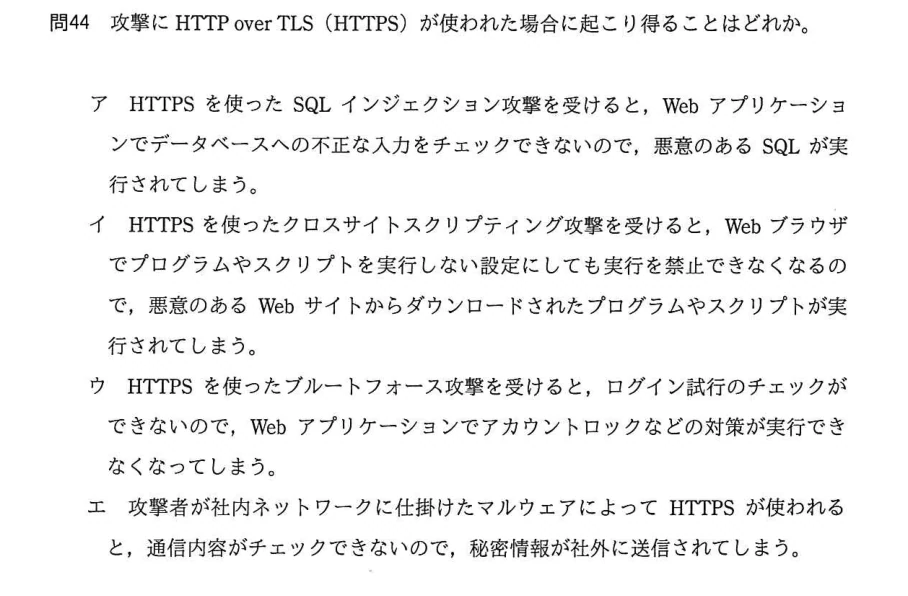 問44 攻撃に HTTP over TLS（HTTPS）が使われた場合に起こり得ることはどれか。
ア HTTPS を使った SQL インジェクション攻撃を受けると，Web アプリケーショ
ンでデータベースへの不正な入力をチェックできないので，悪意のある SQL が実
行されてしまう。
イ HTTPS を使ったクロスサイトスクリプティング攻撃を受けると，Web ブラウザ
でプログラムやスクリプトを実行しない設定にしても実行を禁止できなくなるの
で，悪意のある Web サイトからダウンロードされたプログラムやスクリプトが実
行されてしまう。
ウ HTTPS を使ったブルートフォース攻撃を受けると，ログイン試行のチェックが
できないので，Web アプリケーションでアカウントロックなどの対策が実行でき
なくなってしまう。
エ 攻撃者が社内ネットワークに仕掛けたマルウェアによって HTTPS が使われる
と，通信内容がチェックできないので，秘密情報が社外に送信されてしまう。